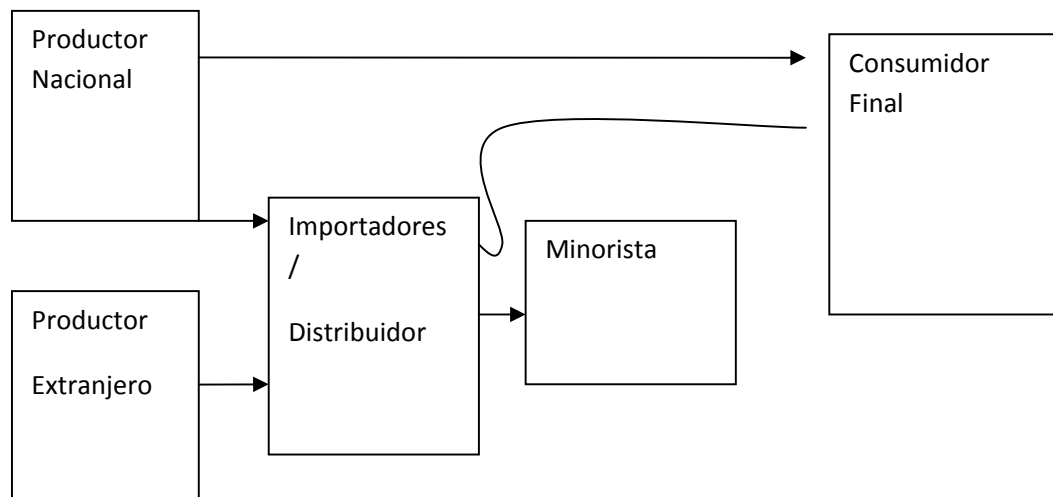 Productor
Nacional
Consumidor
Final
Importadores
/
Distribuidor
Minorista
Productor
Extranjero